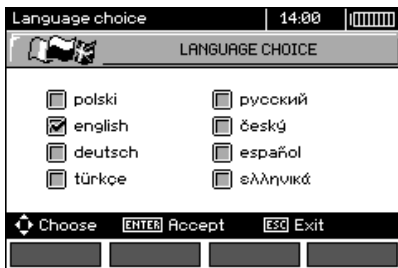 Language choice 14:00
LANGUAGE CHOICE
polski русский
english český
deutsch español
türkçe ελληνικά
Choose ENTER Accept ESC Exit